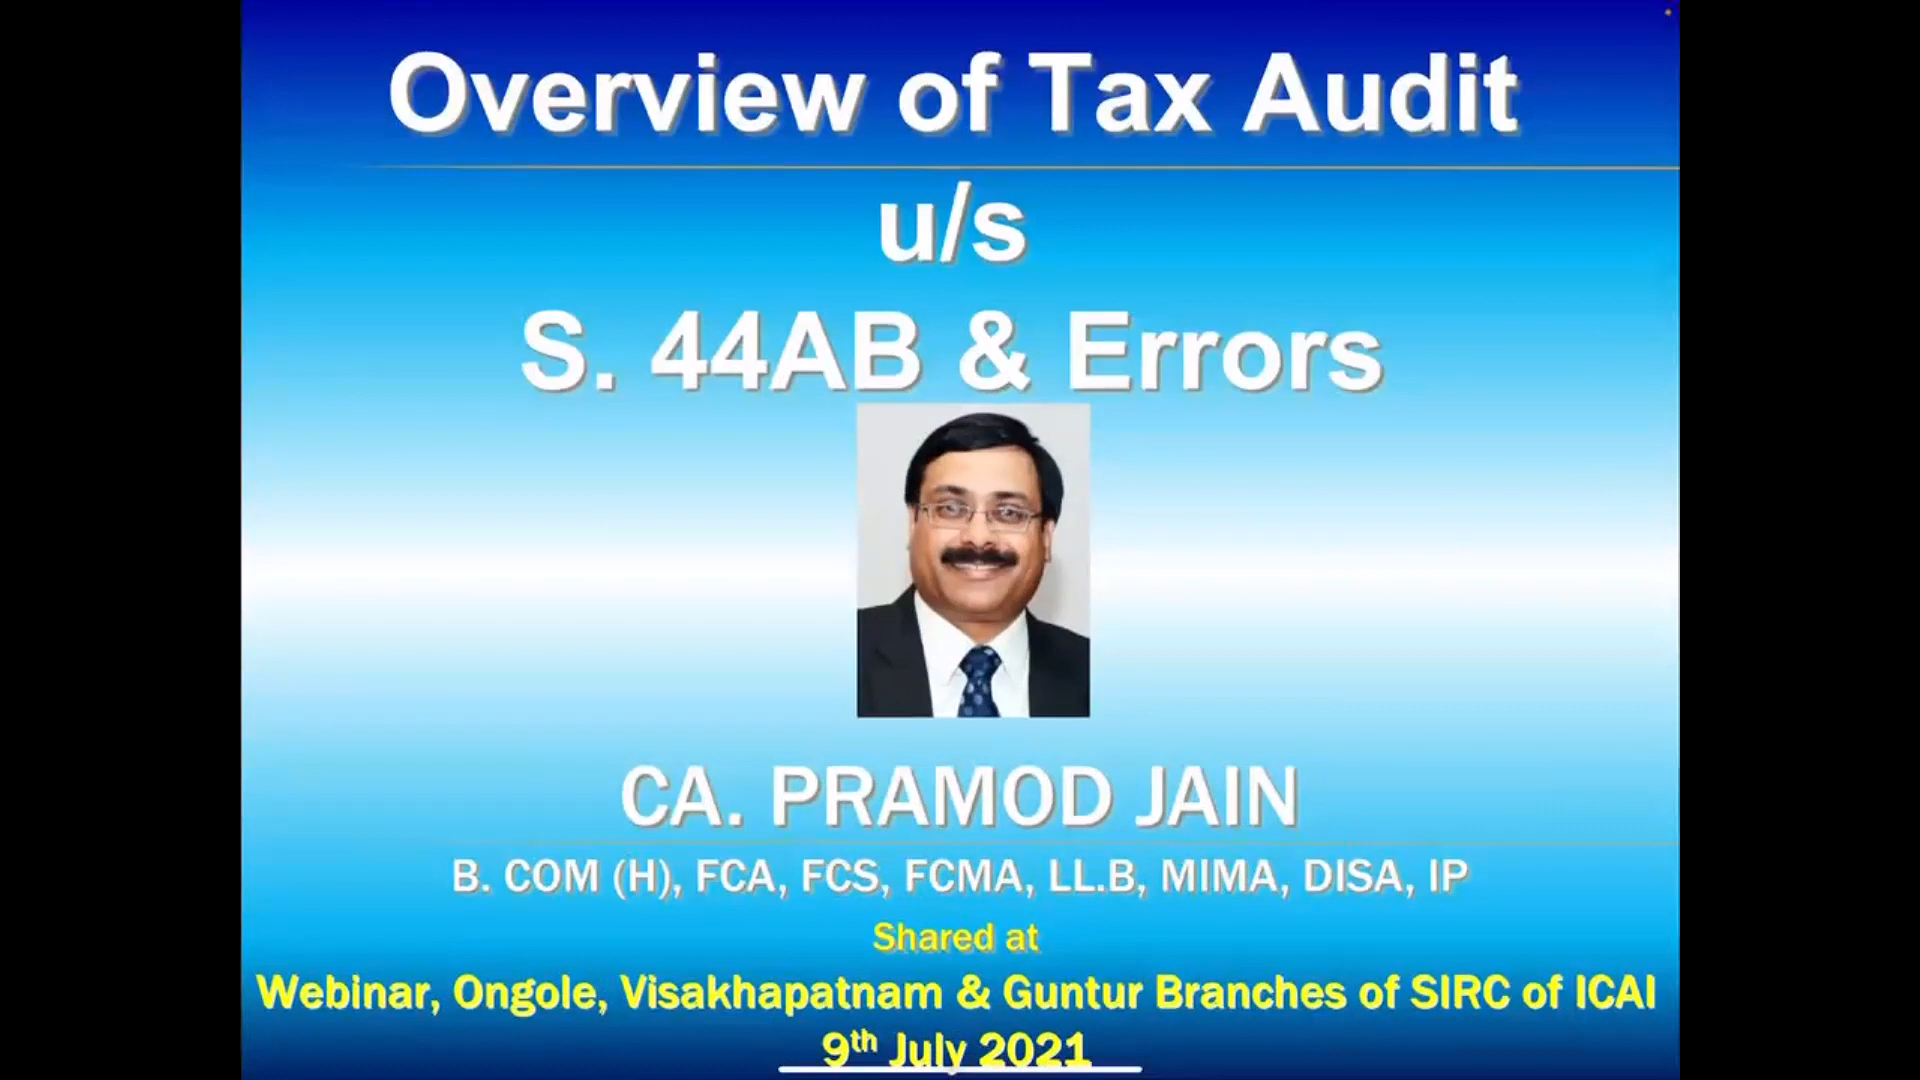 Overview of Tax Audit
u/s
S. 44AB & Errors
CA. PRAMOD JAIN
B. COM (H), FCA, FCS, FCMA, LL.B, MIMA, DISA, IP
Shared at
Webinar, Ongole, Visakhapatnam & Guntur Branches of SIRC of ICAI
9th July 2021